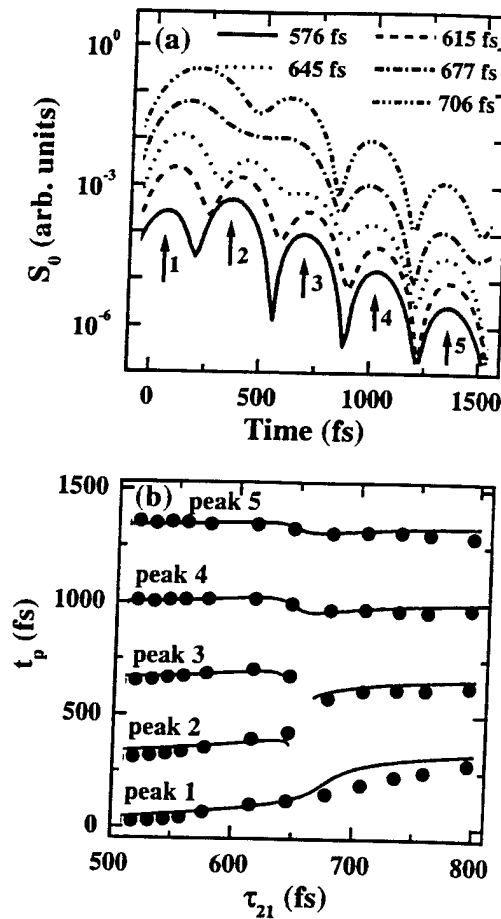 (a)
576 fs
615 fs
645 fs
677 fs
706 fs
10⁰
10⁻³
10⁻⁶
S₀ (arb. units)
1
2
3
4
5
0
500
1000
1500
Time (fs)
(b)
1500
1000
500
0
tₚ (fs)
peak 5
peak 4
peak 3
peak 2
peak 1
500
600
700
800
τ₂₁ (fs)